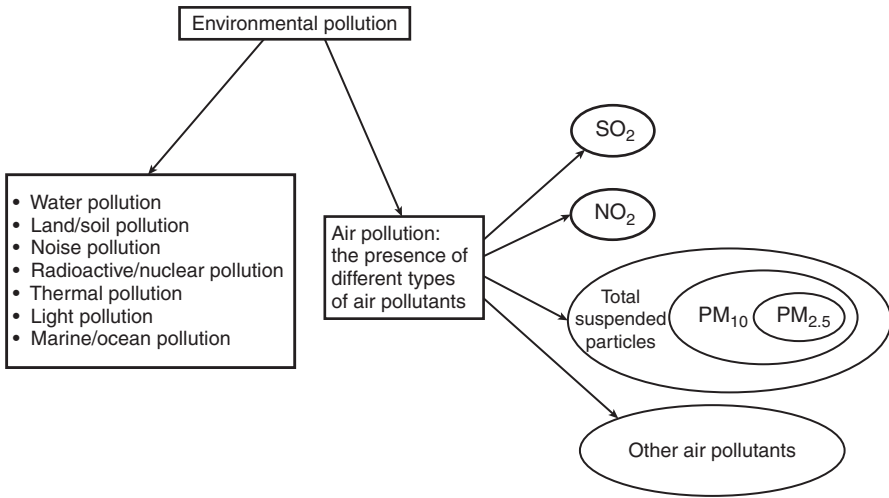 Environmental pollution
• Water pollution
• Land/soil pollution
• Noise pollution
• Radioactive/nuclear pollution
• Thermal pollution
• Light pollution
• Marine/ocean pollution
Air pollution:
the presence of
different types
of air pollutants
SO₂
NO₂
Total
suspended
particles
PM₁₀
PM₂.₅
Other air pollutants